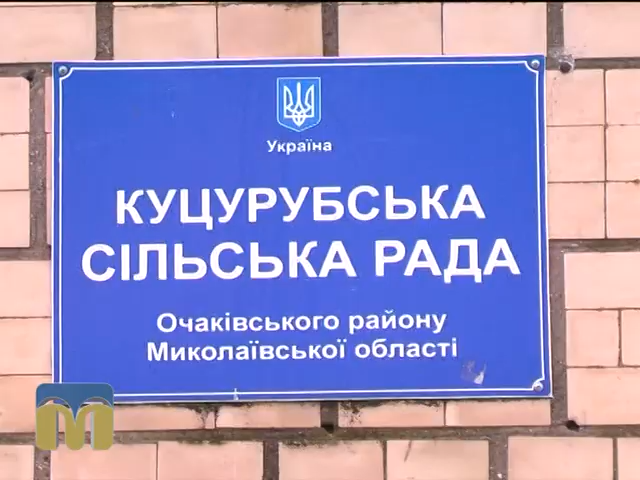 Україна
КУЦУРУБСЬКА
СІЛЬСЬКА РАДА
Очаківського району
Миколаївської області